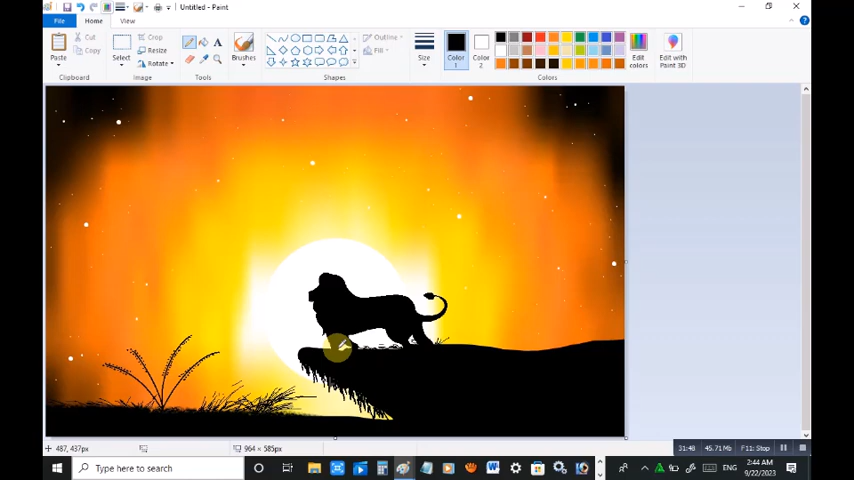 Untitled - Paint
File
Home
View
Paste
Cut
Copy
Clipboard
Select
Crop
Resize
Rotate
Image
Tools
Brushes
Outline
Fill
Shapes
Size
Color 1
Color 2
Edit colors
Colors
Edit with Paint 3D
487, 437px
964 × 585px
31:48
45.71 Mb
F11: Stop
Type here to search
ENG
2:44 AM
9/22/2023